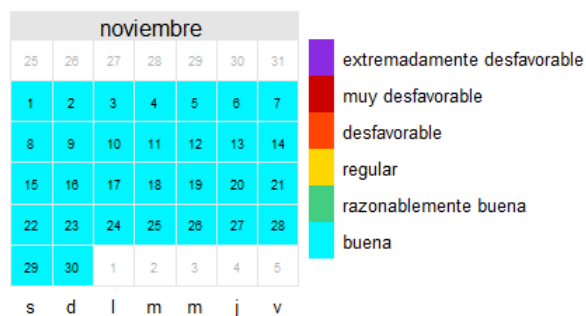 noviembre
25 26 27 28 29 30 31
1 2 3 4 5 6 7
8 9 10 11 12 13 14
15 16 17 18 19 20 21
22 23 24 25 26 27 28
29 30 1 2 3 4 5
s d l m m j v
extremadamente desfavorable
muy desfavorable
desfavorable
regular
razonablemente buena
buena